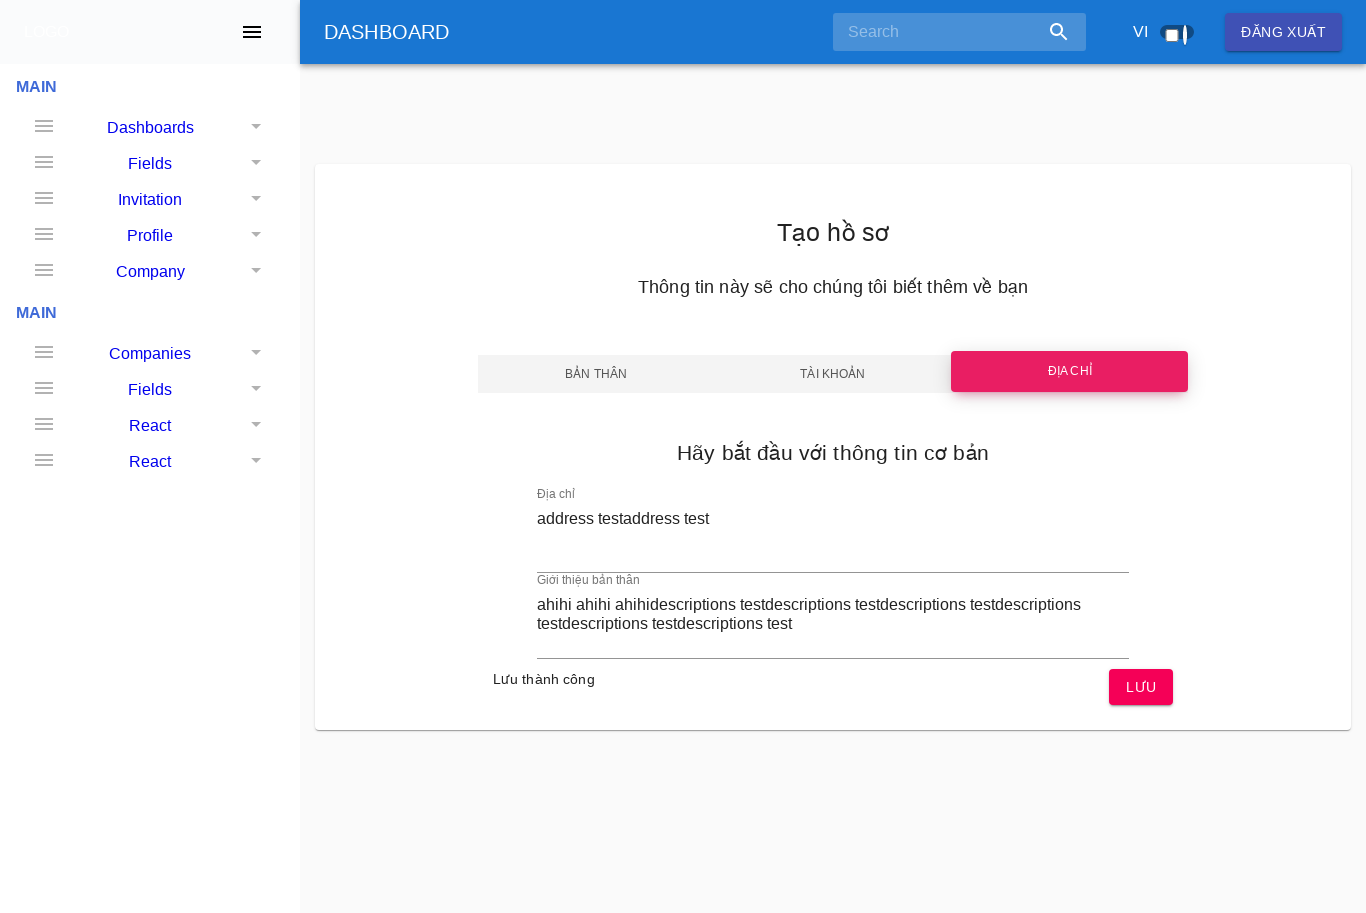 LOGO
DASHBOARD
Search
VI
ĐĂNG XUẤT
MAIN
Dashboards
Fields
Invitation
Profile
Company
MAIN
Companies
Fields
React
React
Tạo hồ sơ
Thông tin này sẽ cho chúng tôi biết thêm về bạn
BẢN THÂN
TÀI KHOẢN
ĐỊA CHỈ
Hãy bắt đầu với thông tin cơ bản
Địa chỉ
address testaddress test
Giới thiệu bản thân
ahihi ahihi ahihidescriptions testdescriptions testdescriptions testdescriptions
testdescriptions testdescriptions test
Lưu thành công
LƯU